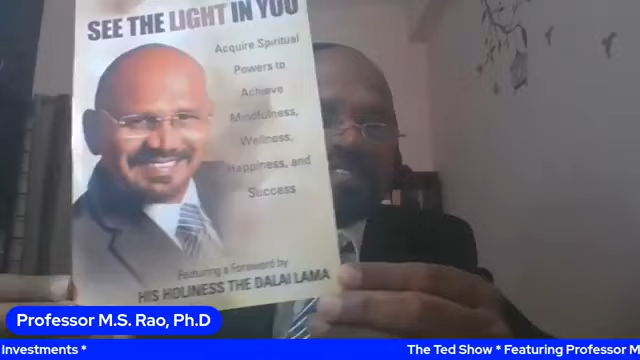 SEE THE LIGHT IN YOU
Acquire Spiritual
Powers to
Achieve
Mindfulness,
Wellness,
Happiness, and
Success
Featuring a Foreword by
HIS HOLINESS THE DALAI LAMA
Professor M.S. Rao, Ph.D
Investments * The Ted Show * Featuring Professor M